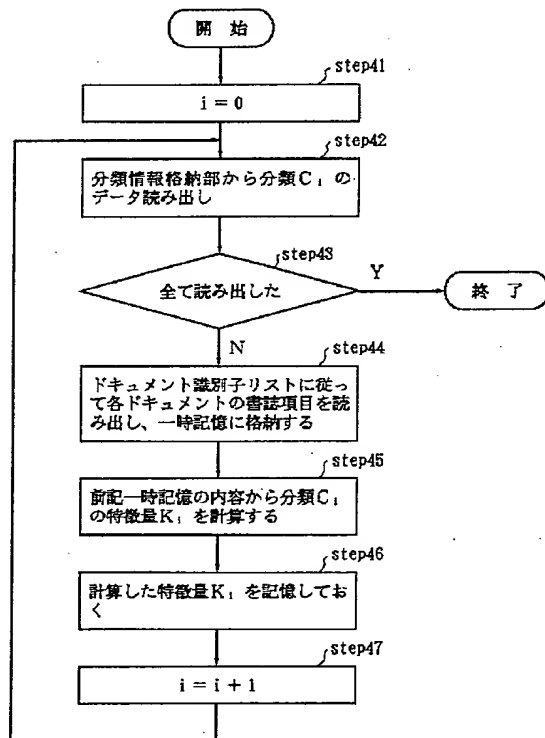 開 始
step41
i = 0
step42
分類情報格納部から分類Cᵢ の
データ読み出し
step43
全て読み出した
Y
終 了
N
step44
ドキュメント識別子リストに従って
各ドキュメントの書誌項目を読
み出し、一時記憶に格納する
step45
前記一時記憶の内容から分類Cᵢ
の特徴量Kᵢ を計算する
step46
計算した特徴量Kᵢ を記憶してお
く
step47
i = i + 1